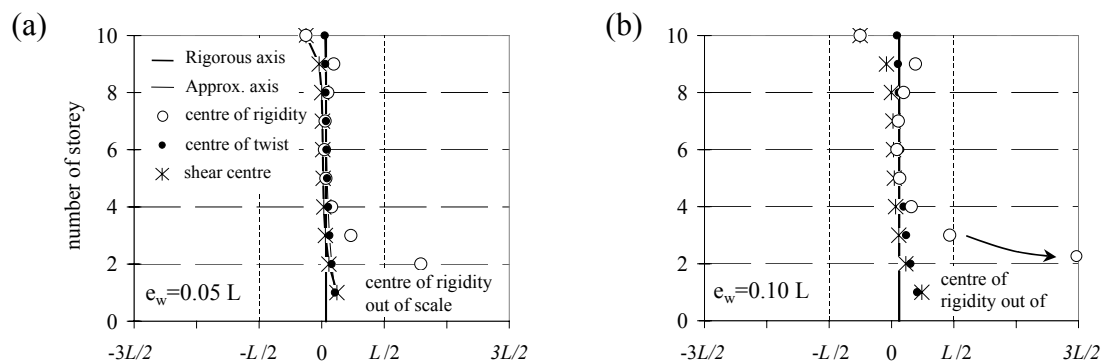 (a)
10
8
6
4
2
0
number of storey
Rigorous axis
Approx. axis
centre of rigidity
centre of twist
shear centre
centre of rigidity
out of scale
e_w=0.05 L
-3L/2
-L/2
0
L/2
3L/2
(b)
10
8
6
4
2
0
centre of
rigidity out of
e_w=0.10 L
-3L/2
-L/2
0
L/2
3L/2